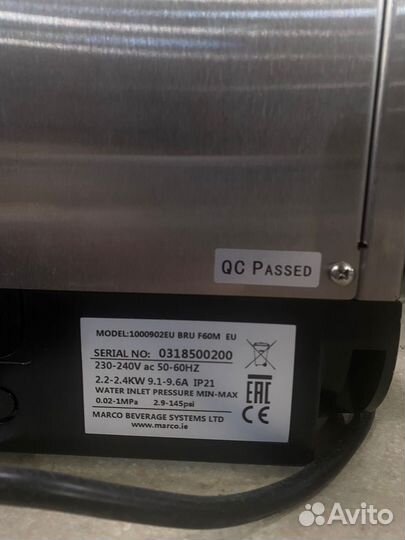 QC PASSED
MODEL:1000902EU BRU F60M EU
SERIAL NO: 0318500200
230-240V ac 50-60HZ
2.2-2.4KW 9.1-9.6A IP21
WATER INLET PRESSURE MIN-MAX
0.02-1MPa 2.9-145psi
MARCO BEVERAGE SYSTEMS LTD
www.marco.ie
EAC
CE
Avito